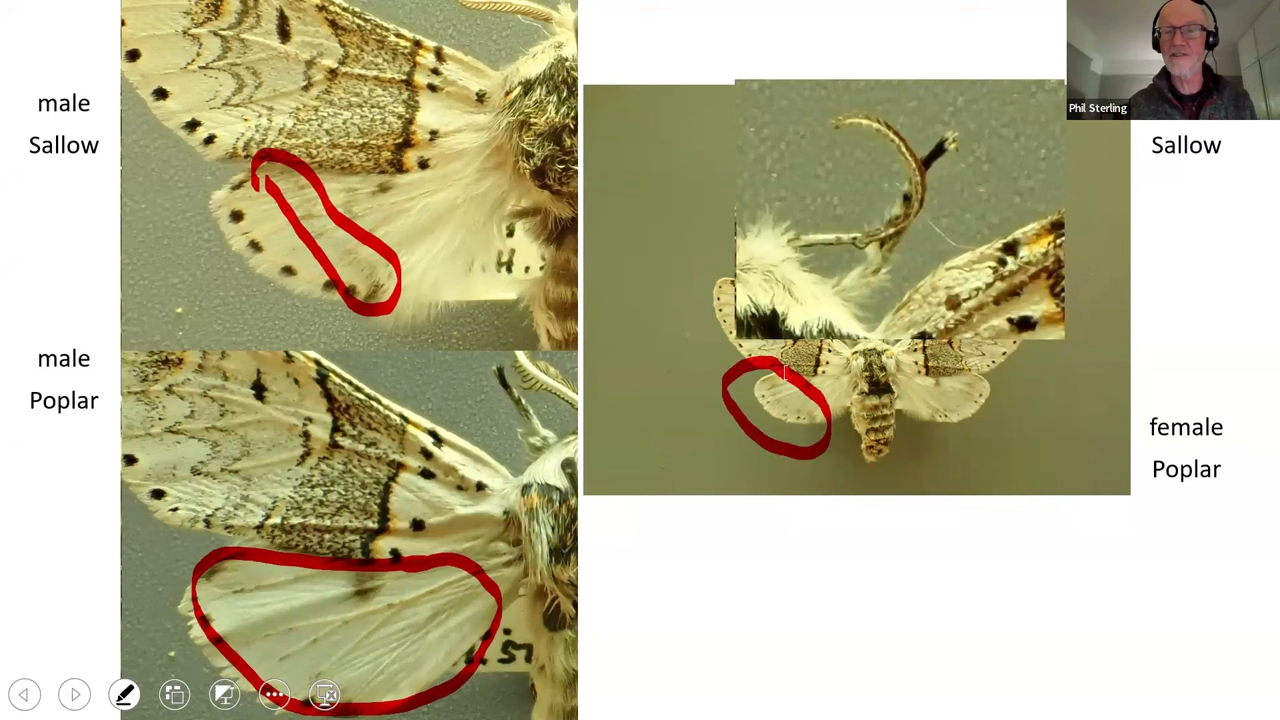 male
Sallow
H.
male
Poplar
Phil Sterling
Sallow
female
Poplar